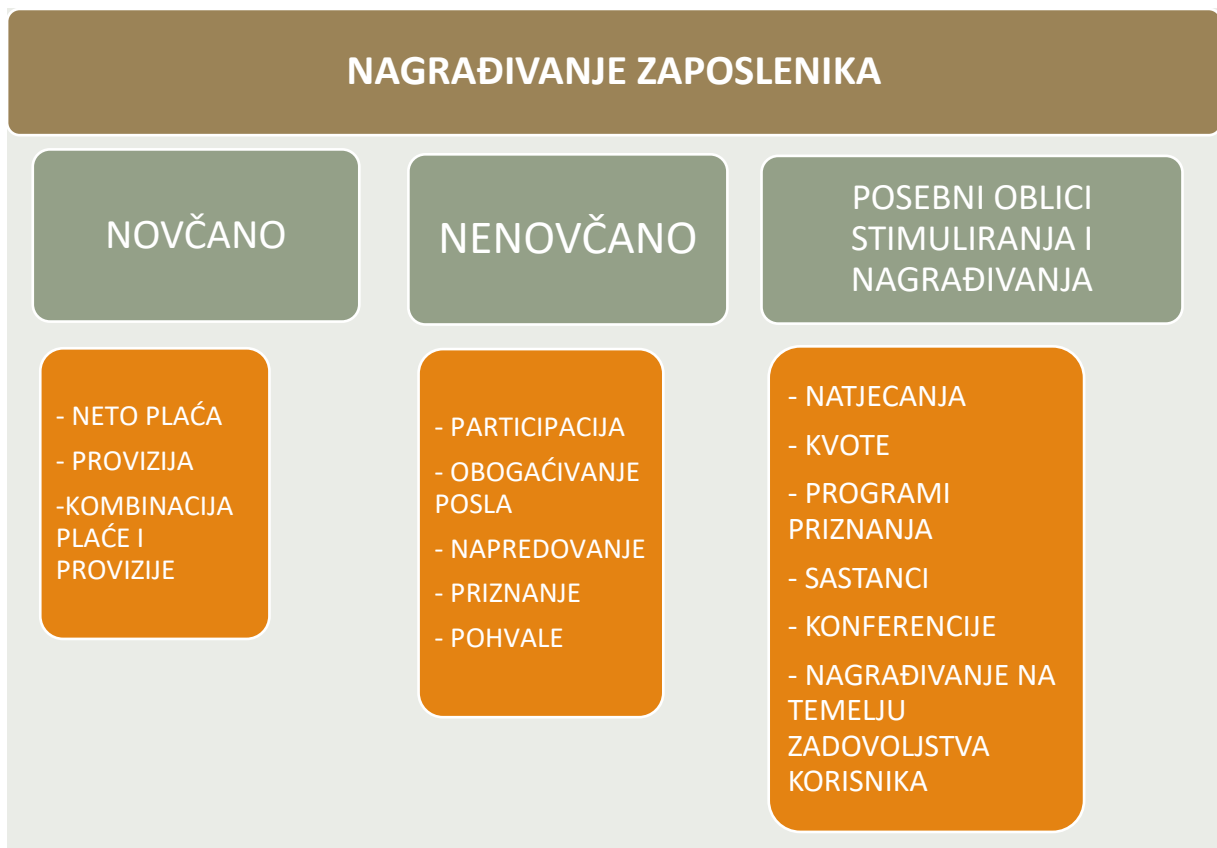 NAGRAĐIVANJE ZAPOSLENIKA
NOVČANO
- NETO PLAĆA
- PROVIZIJA
-KOMBINACIJA
PLAĆE I
PROVIZIJE
NENOVČANO
- PARTICIPACIJA
- OBOGAĆIVANJE
POSLA
- NAPREDOVANJE
- PRIZNANJE
- POHVALE
POSEBNI OBLICI
STIMULIRANJA I
NAGRAĐIVANJA
- NATJECANJA
- KVOTE
- PROGRAMI
PRIZNANJA
- SASTANCI
- KONFERENCIJE
- NAGRAĐIVANJE NA
TEMELJU
ZADOVOLJSTVA
KORISNIKA